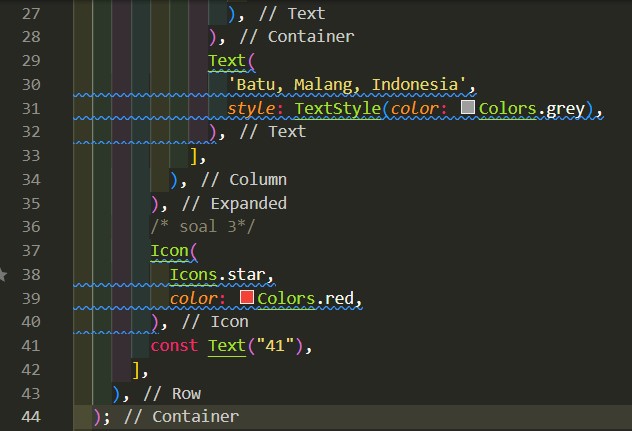 27 ), // Text
28 ), // Container
29 Text(
30 'Batu, Malang, Indonesia',
31 style: TextStyle(color: Colors.grey),
32 ), // Text
33 ],
34 ), // Column
35 ), // Expanded
36 /* soal 3*/
37 Icon(
38 Icons.star,
39 color: Colors.red,
40 ), // Icon
41 const Text("41"),
42 ],
43 ), // Row
44 ); // Container